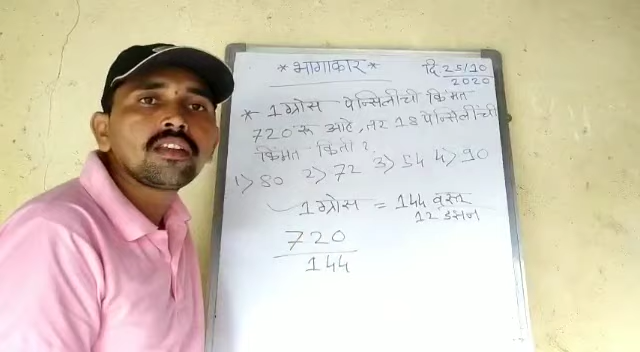 * भागाकार *
दि. 25/10
2020
* 1 ग्रोस पेन्सिलींची किंमत
720 रू आहे, तर 18 पेन्सिलींची
किंमत किती?
1) 80 2) 72 3) 54 4) 90
1 ग्रोस = 144 वस्तू
12 डझन
720
144